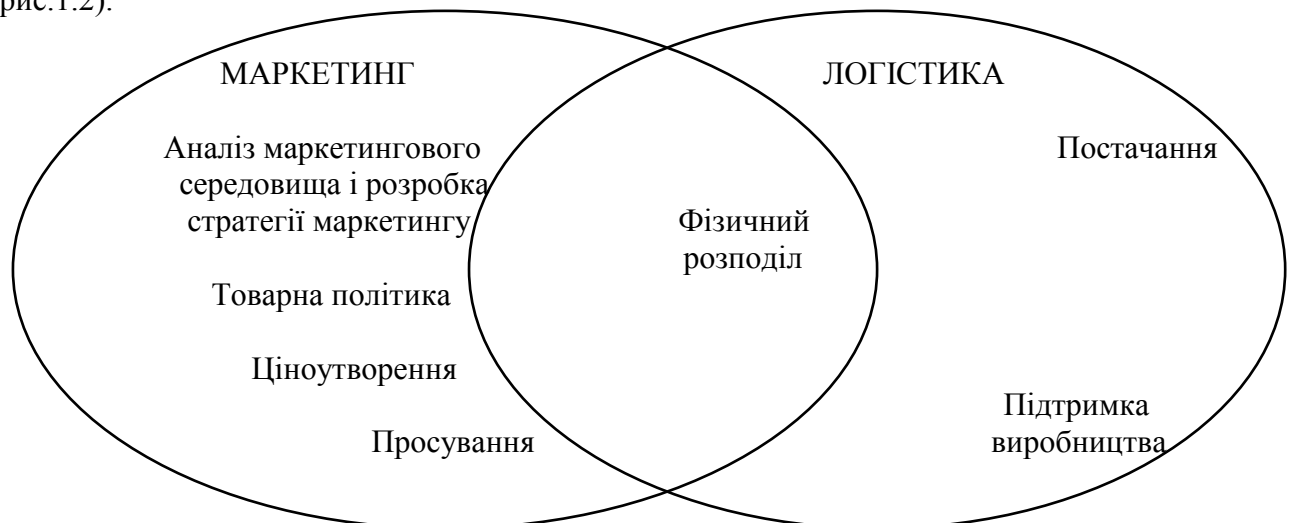 рис.1.2).
МАРКЕТИНГ
Аналіз маркетингового
середовища і розробка
стратегії маркетингу
Товарна політика
Ціноутворення
Просування
Фізичний
розподіл
ЛОГІСТИКА
Постачання
Підтримка
виробництва